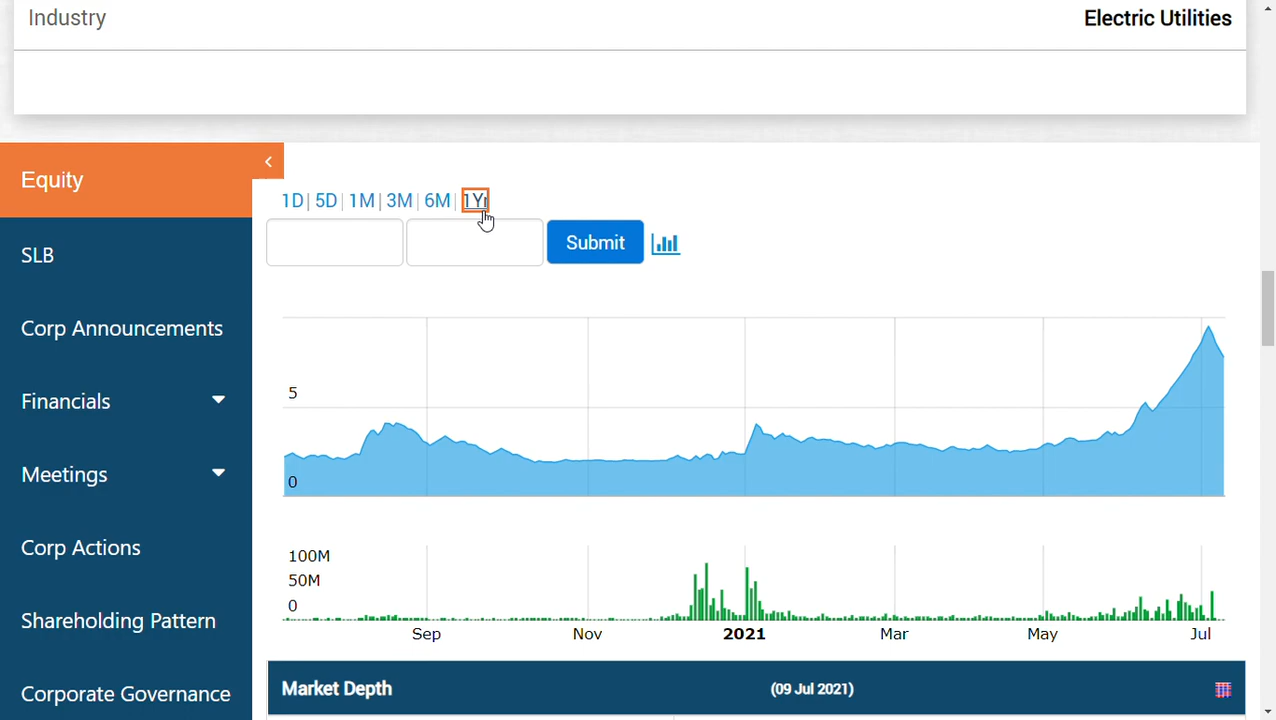 Industry
Electric Utilities
Equity
1D| 5D | 1M | 3M | 6M | 1Yr
Submit
SLB
Corp Announcements
Financials
Meetings
Corp Actions
Shareholding Pattern
Corporate Governance
5
0
100M
50M
0
Sep Nov 2021 Mar May Jul
Market Depth (09 Jul 2021)